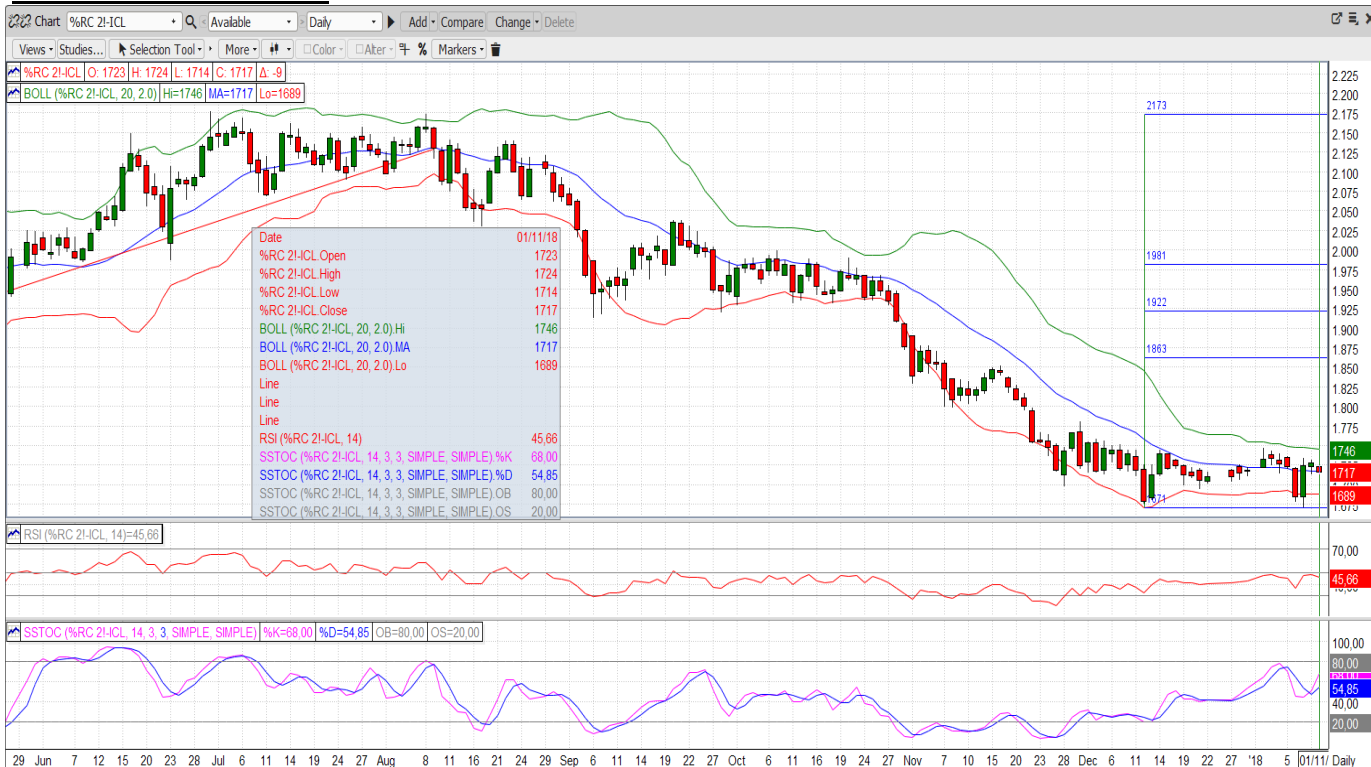 Chart %RC 2!-ICL Available Daily Add Compare Change Delete
Views Studies... Selection Tool More Color Alter % Markers
%RC 2!-ICL O: 1723 H: 1724 L: 1714 C: 1717 Δ: -9
BOLL (%RC 2!-ICL, 20, 2.0) Hi=1746 MA=1717 Lo=1689
2.225
2.200
2.175
2.150
2.125
2.100
2.075
2.050
2.025
2.000
1.975
1.950
1.925
1.900
1.875
1.850
1.825
1.800
1.775
1746
1717
1689
1.675
2173
1981
1922
1863
1671
Date 01/11/18
%RC 2!-ICL.Open 1723
%RC 2!-ICL.High 1724
%RC 2!-ICL.Low 1714
%RC 2!-ICL.Close 1717
BOLL (%RC 2!-ICL, 20, 2.0).Hi 1746
BOLL (%RC 2!-ICL, 20, 2.0).MA 1717
BOLL (%RC 2!-ICL, 20, 2.0).Lo 1689
Line
Line
Line
RSI (%RC 2!-ICL, 14) 45,66
SSTOC (%RC 2!-ICL, 14, 3, 3, SIMPLE, SIMPLE).%K 68,00
SSTOC (%RC 2!-ICL, 14, 3, 3, SIMPLE, SIMPLE).%D 54,85
SSTOC (%RC 2!-ICL, 14, 3, 3, SIMPLE, SIMPLE).OB 80,00
SSTOC (%RC 2!-ICL, 14, 3, 3, SIMPLE, SIMPLE).OS 20,00
RSI (%RC 2!-ICL, 14)=45,66
70,00
45,66
SSTOC (%RC 2!-ICL, 14, 3, 3, SIMPLE, SIMPLE) %K=68,00 %D=54,85 OB=80,00 OS=20,00
100,00
80,00
54,85
40,00
20,00
29 Jun 7 12 15 20 23 28 Jul 6 11 14 19 24 27 Aug 8 11 16 21 24 29 Sep 6 11 14 19 22 27 Oct 6 11 16 19 24 27 Nov 7 10 15 20 23 28 Dec 6 11 14 19 22 27 '18 5 01/11/ Daily